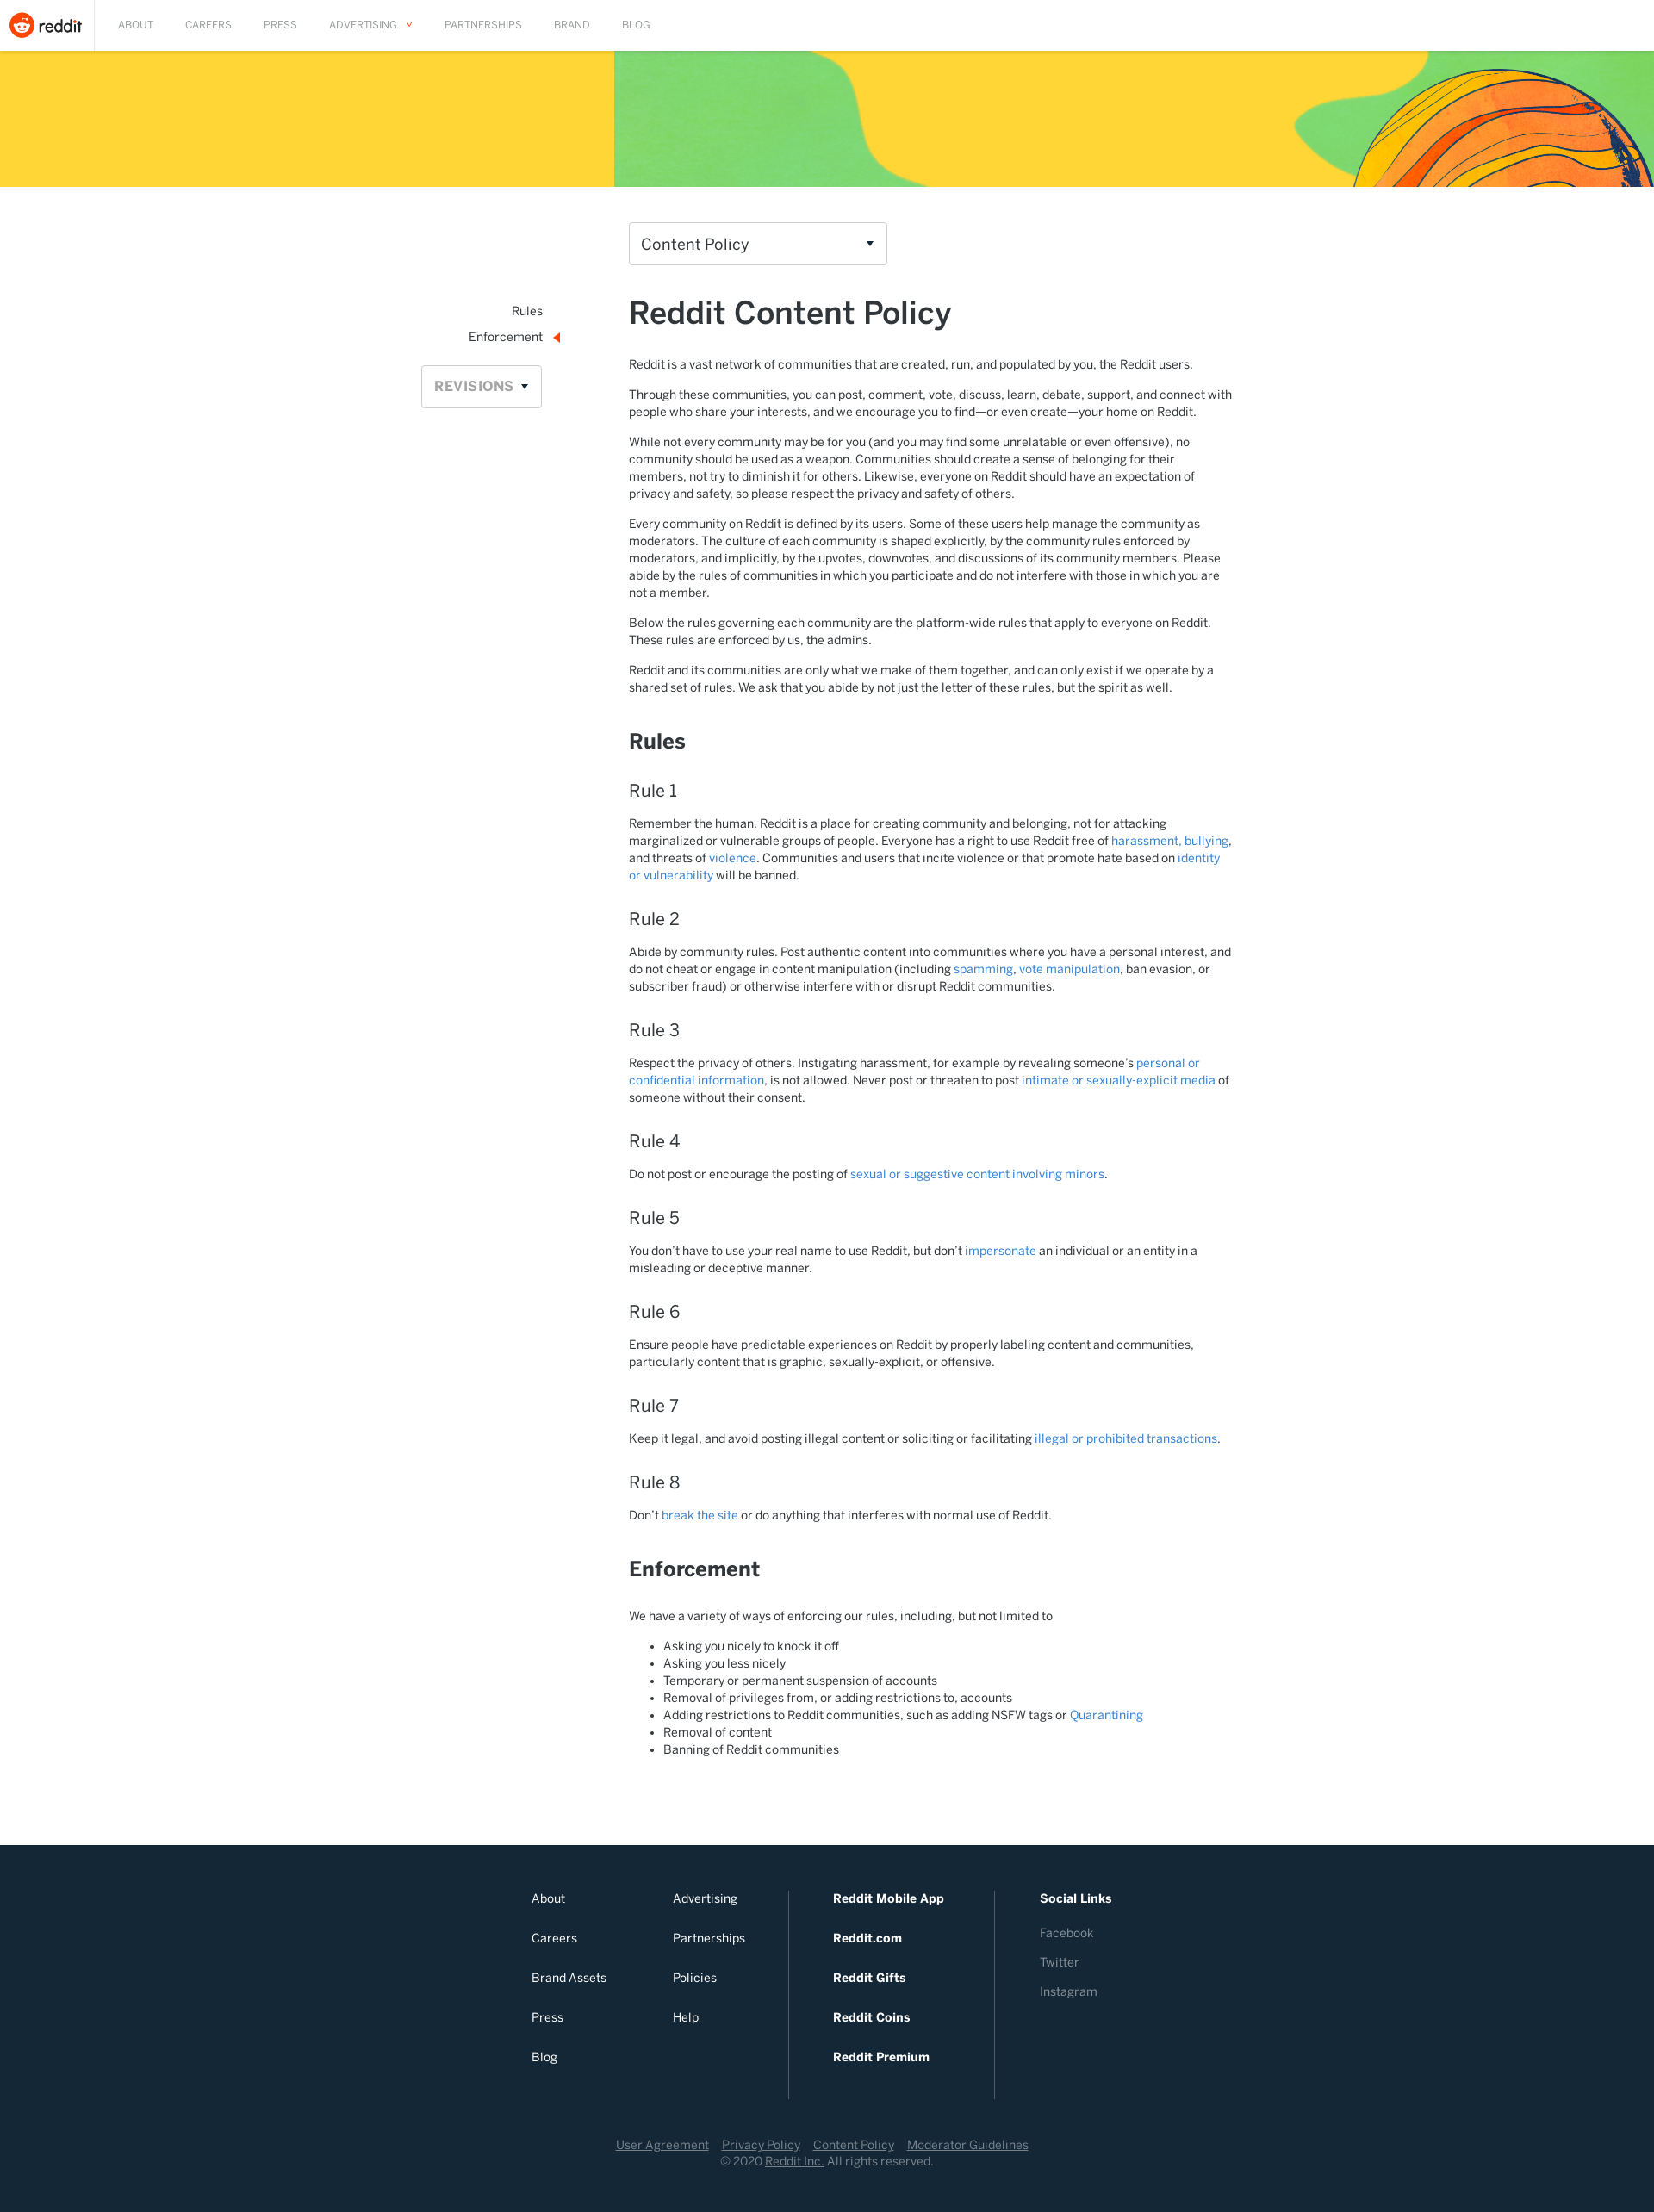 reddit
ABOUT CAREERS PRESS ADVERTISING PARTNERSHIPS BRAND BLOG
Content Policy
Rules
Enforcement
REVISIONS
Reddit Content Policy
Reddit is a vast network of communities that are created, run, and populated by you, the Reddit users.
Through these communities, you can post, comment, vote, discuss, learn, debate, support, and connect with
people who share your interests, and we encourage you to find—or even create—your home on Reddit.
While not every community may be for you (and you may find some unrelatable or even offensive), no
community should be used as a weapon. Communities should create a sense of belonging for their
members, not try to diminish it for others. Likewise, everyone on Reddit should have an expectation of
privacy and safety, so please respect the privacy and safety of others.
Every community on Reddit is defined by its users. Some of these users help manage the community as
moderators. The culture of each community is shaped explicitly, by the community rules enforced by
moderators, and implicitly, by the upvotes, downvotes, and discussions of its community members. Please
abide by the rules of communities in which you participate and do not interfere with those in which you are
not a member.
Below the rules governing each community are the platform-wide rules that apply to everyone on Reddit.
These rules are enforced by us, the admins.
Reddit and its communities are only what we make of them together, and can only exist if we operate by a
shared set of rules. We ask that you abide by not just the letter of these rules, but the spirit as well.
Rules
Rule 1
Remember the human. Reddit is a place for creating community and belonging, not for attacking
marginalized or vulnerable groups of people. Everyone has a right to use Reddit free of harassment, bullying,
and threats of violence. Communities and users that incite violence or that promote hate based on identity
or vulnerability will be banned.
Rule 2
Abide by community rules. Post authentic content into communities where you have a personal interest, and
do not cheat or engage in content manipulation (including spamming, vote manipulation, ban evasion, or
subscriber fraud) or otherwise interfere with or disrupt Reddit communities.
Rule 3
Respect the privacy of others. Instigating harassment, for example by revealing someone’s personal or
confidential information, is not allowed. Never post or threaten to post intimate or sexually-explicit media of
someone without their consent.
Rule 4
Do not post or encourage the posting of sexual or suggestive content involving minors.
Rule 5
You don’t have to use your real name to use Reddit, but don’t impersonate an individual or an entity in a
misleading or deceptive manner.
Rule 6
Ensure people have predictable experiences on Reddit by properly labeling content and communities,
particularly content that is graphic, sexually-explicit, or offensive.
Rule 7
Keep it legal, and avoid posting illegal content or soliciting or facilitating illegal or prohibited transactions.
Rule 8
Don’t break the site or do anything that interferes with normal use of Reddit.
Enforcement
We have a variety of ways of enforcing our rules, including, but not limited to
• Asking you nicely to knock it off
• Asking you less nicely
• Temporary or permanent suspension of accounts
• Removal of privileges from, or adding restrictions to, accounts
• Adding restrictions to Reddit communities, such as adding NSFW tags or Quarantining
• Removal of content
• Banning of Reddit communities
About
Careers
Brand Assets
Press
Blog
Advertising
Partnerships
Policies
Help
Reddit Mobile App
Reddit.com
Reddit Gifts
Reddit Coins
Reddit Premium
Social Links
Facebook
Twitter
Instagram
User Agreement Privacy Policy Content Policy Moderator Guidelines
© 2020 Reddit Inc. All rights reserved.